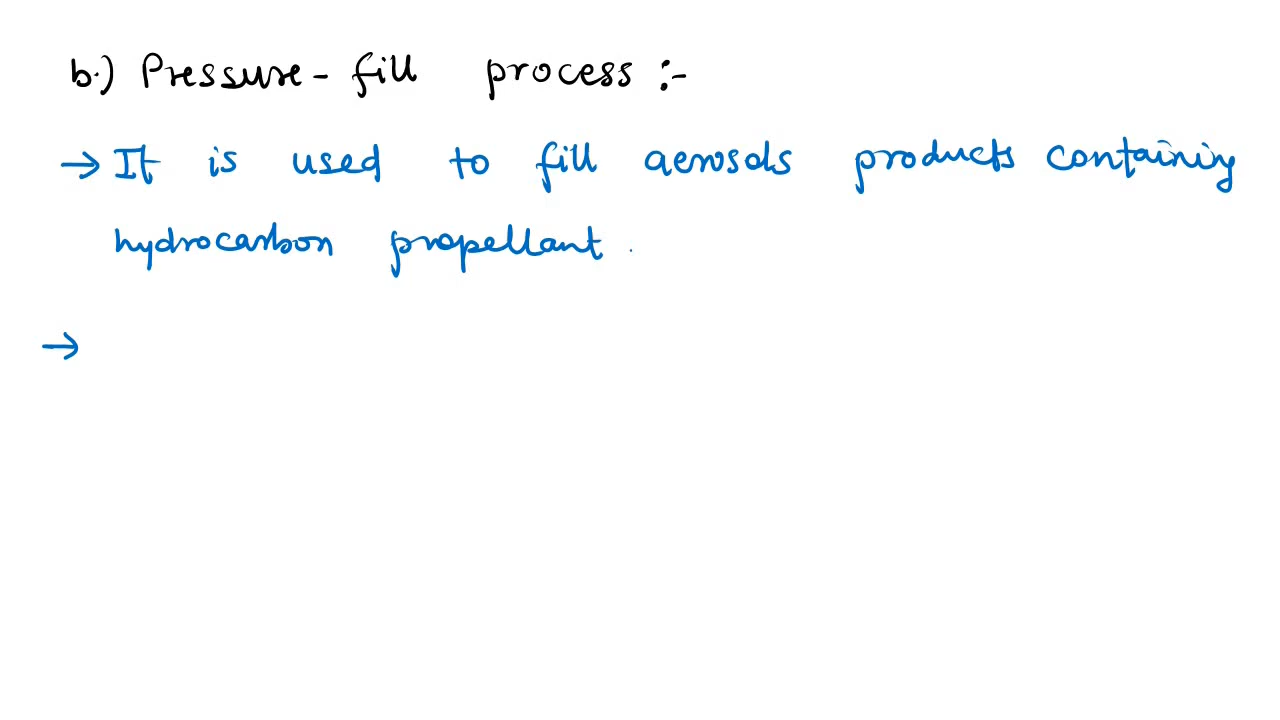 b.) Pressure - fill process :-
→ It is used to fill aerosols products containing
hydrocarbon propellant .
→